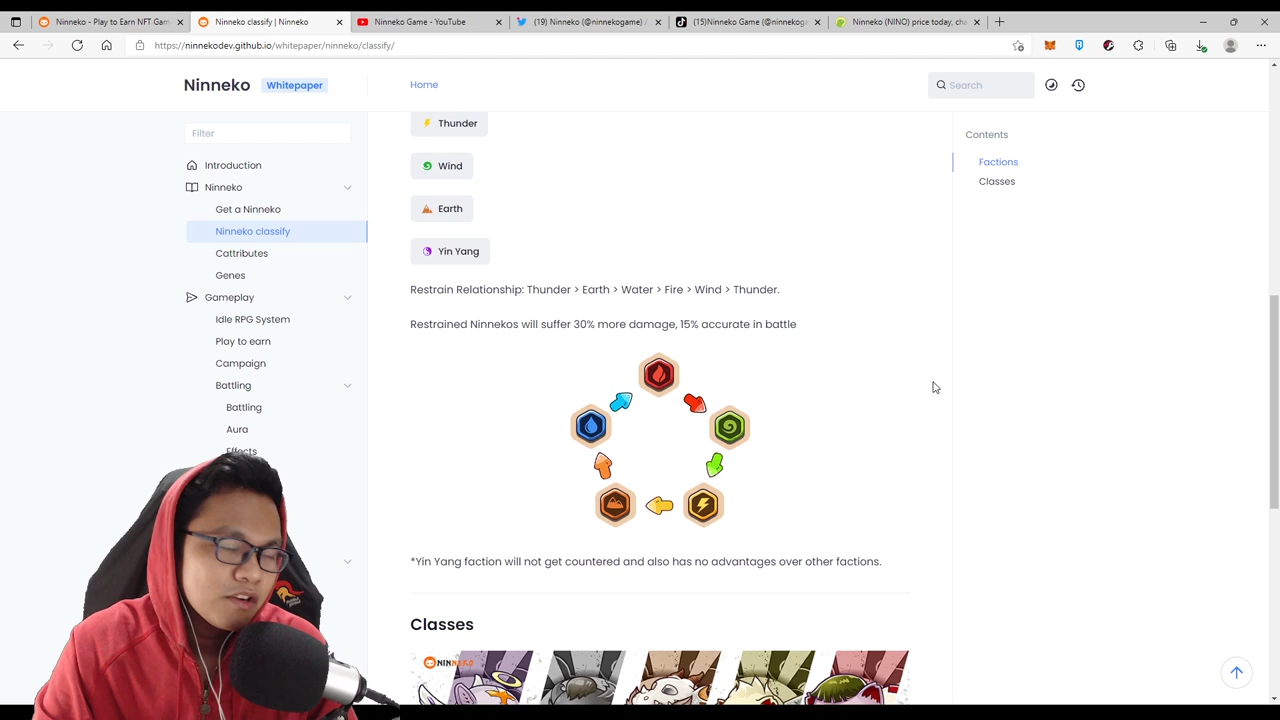 Ninneko - Play to Earn NFT Gam
Ninneko classify | Ninneko
Ninneko Game - YouTube
(19) Ninneko (@ninnekogame) /
(15)Ninneko Game (@ninnekog
Ninneko (NINO) price today, cha
https://ninnekodev.github.io/whitepaper/ninneko/classify/
Ninneko Whitepaper
Home
Search
Filter
Introduction
Ninneko
Get a Ninneko
Ninneko classify
Cattributes
Genes
Gameplay
Idle RPG System
Play to earn
Campaign
Battling
Battling
Aura
Effects
Thunder
Wind
Earth
Yin Yang
Restrain Relationship: Thunder > Earth > Water > Fire > Wind > Thunder.
Restrained Ninnekos will suffer 30% more damage, 15% accurate in battle
*Yin Yang faction will not get countered and also has no advantages over other factions.
Classes
NINNEKO
Contents
Factions
Classes